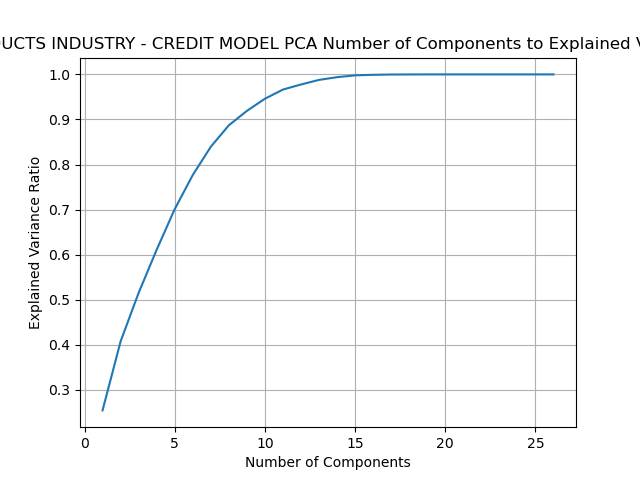 UCTS INDUSTRY - CREDIT MODEL PCA Number of Components to Explained
1.0
0.9
0.8
0.7
0.6
0.5
0.4
0.3
Explained Variance Ratio
0 5 10 15 20 25
Number of Components